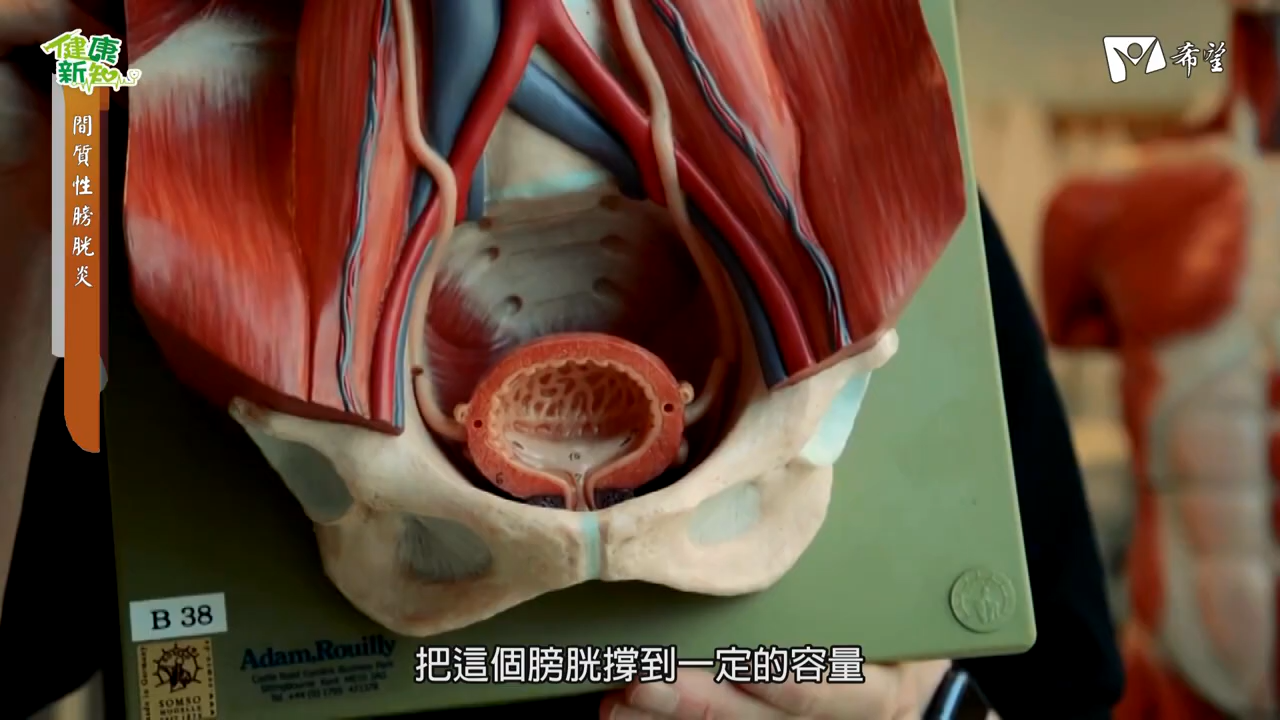 健康
新知
希望
間質性膀胱炎
B 38
Adam,Rouilly
SOMSO
把這個膀胱撐到一定的容量